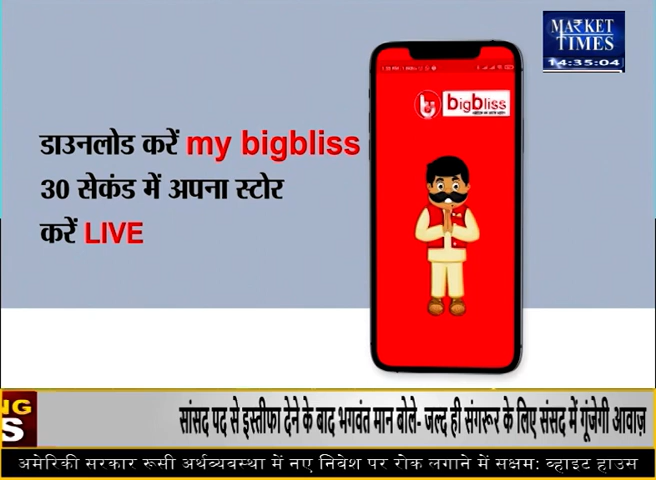 MARKET
TIMES
14:35:04
bigbliss
डाउनलोड करें my bigbliss
30 सेकंड में अपना स्टोर
करें LIVE
NG
S
सांसद पद से इस्तीफा देने के बाद भगवंत मान बोले- जल्द ही संगरूर के लिए संसद में गूंजेगी आवाज़
अमेरिकी सरकार रूसी अर्थव्यवस्था में नए निवेश पर रोक लगाने में सक्षम: व्हाइट हाउस